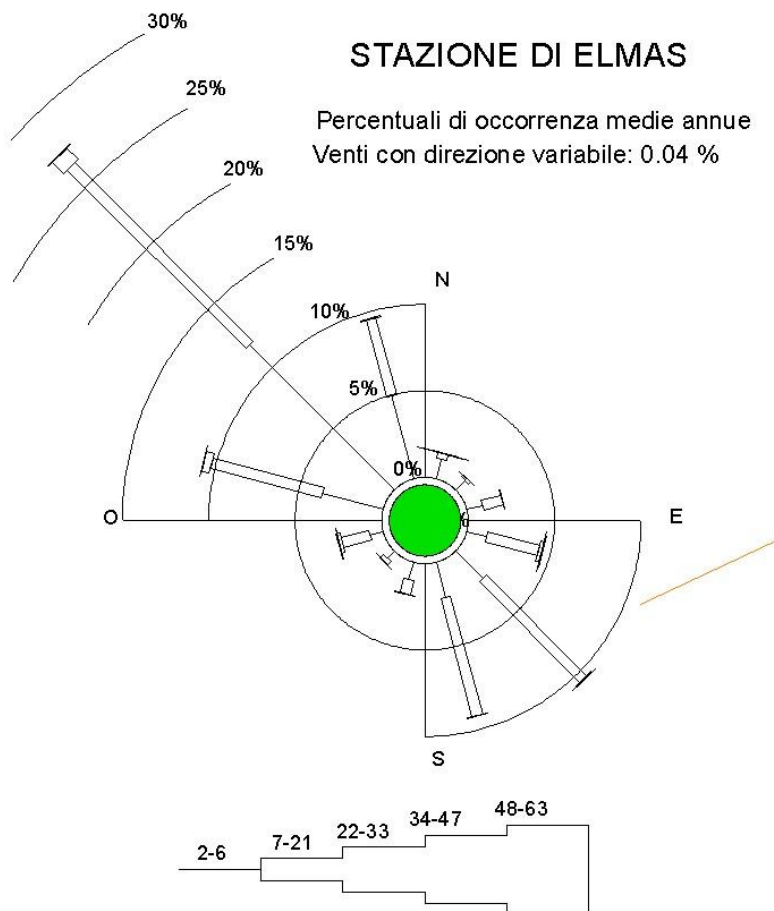 30%
STAZIONE DI ELMAS
25%
Percentuali di occorrenza medie annue
Venti con direzione variabile: 0.04 %
20%
15%
N
10%
5%
0%
O
E
S
48-63
34-47
22-33
7-21
2-6